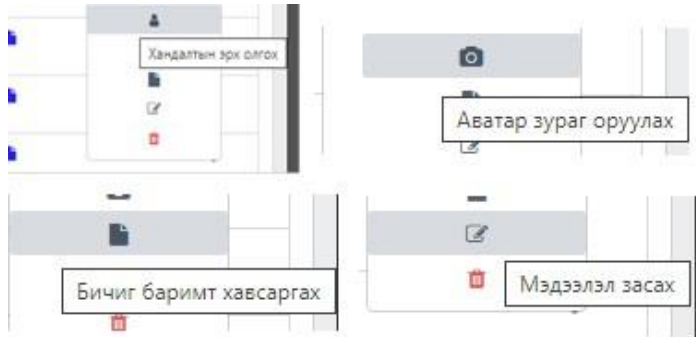 Хандалтын эрх олгох
Аватар зураг оруулах
Бичиг баримт хавсаргах
Мэдээлэл засах